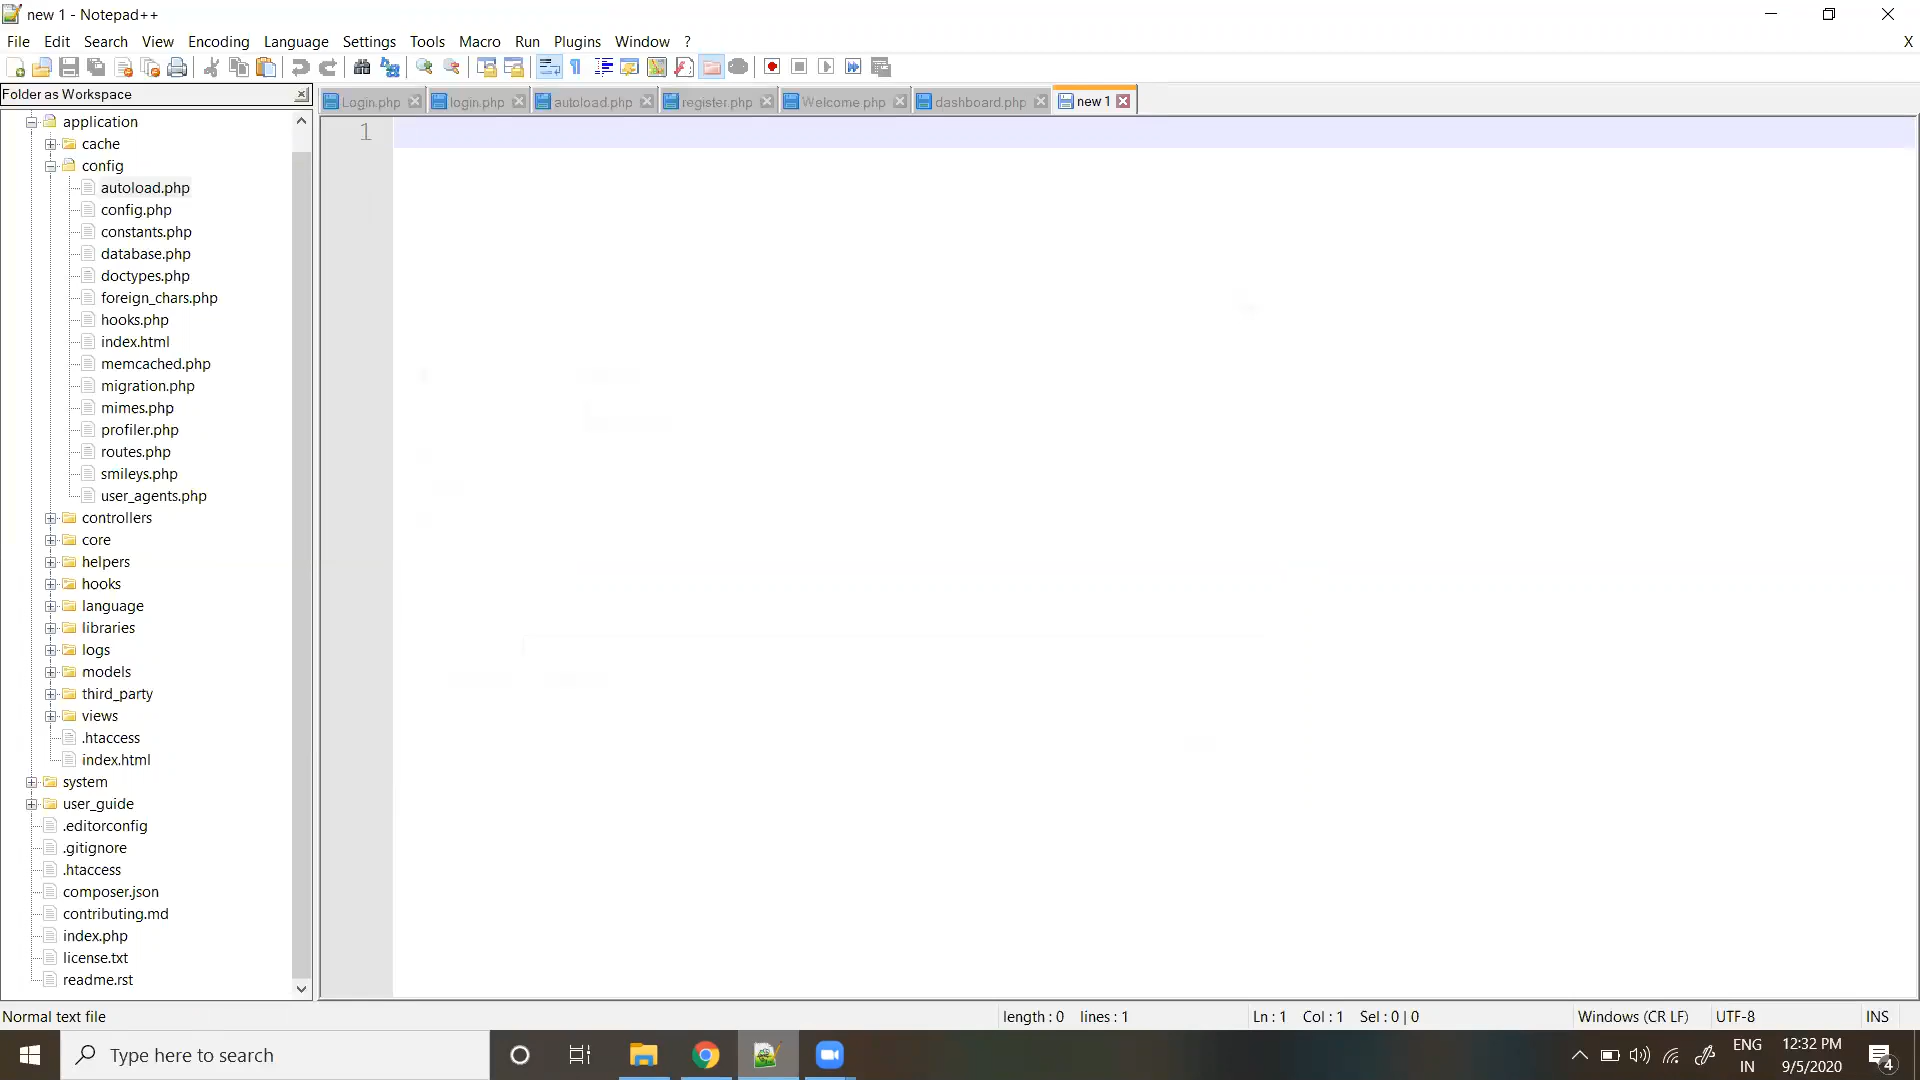 new 1 - Notepad++
File Edit Search View Encoding Language Settings Tools Macro Run Plugins Window ? X
Folder as Workspace
Login.php login.php autoload.php register.php Welcome.php dashboard.php new 1
1
application
cache
config
autoload.php
config.php
constants.php
database.php
doctypes.php
foreign_chars.php
hooks.php
index.html
memcached.php
migration.php
mimes.php
profiler.php
routes.php
smileys.php
user_agents.php
controllers
core
helpers
hooks
language
libraries
logs
models
third_party
views
.htaccess
index.html
system
user_guide
.editorconfig
.gitignore
.htaccess
composer.json
contributing.md
index.php
license.txt
readme.rst
Normal text file length : 0 lines : 1 Ln : 1 Col : 1 Sel : 0 | 0 Windows (CR LF) UTF-8 INS
Type here to search
ENG
IN
12:32 PM
9/5/2020
4